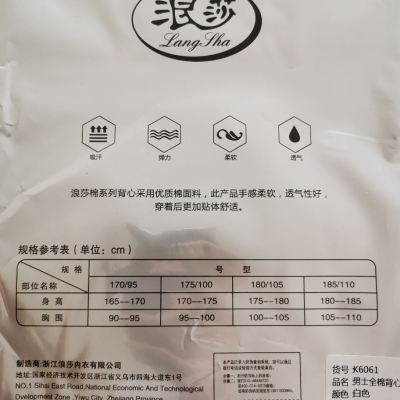 浪莎
LangSha
吸汗
弹力
柔软
透气
浪莎棉系列背心采用优质棉面料，此产品手感柔软，透气性好，
穿着后更加贴体舒适。
规格参考表（单位：cm）
规格 号型
部位名称 170/95 175/100 180/105 185/110
身高 165—170 170—175 175—180 180—185
胸围 90—95 95—100 100—105 105—110
制造商：浙江浪莎内衣有限公司
地址：国家经济技术开发区浙江省义乌市四海大道东1号
NO.1 Sihai East Road,National Economic And Technological
Dvelopment Zone ,Yiwu City, Zhejiang
货号 K6061
品名：男士全棉背心
颜色 白色